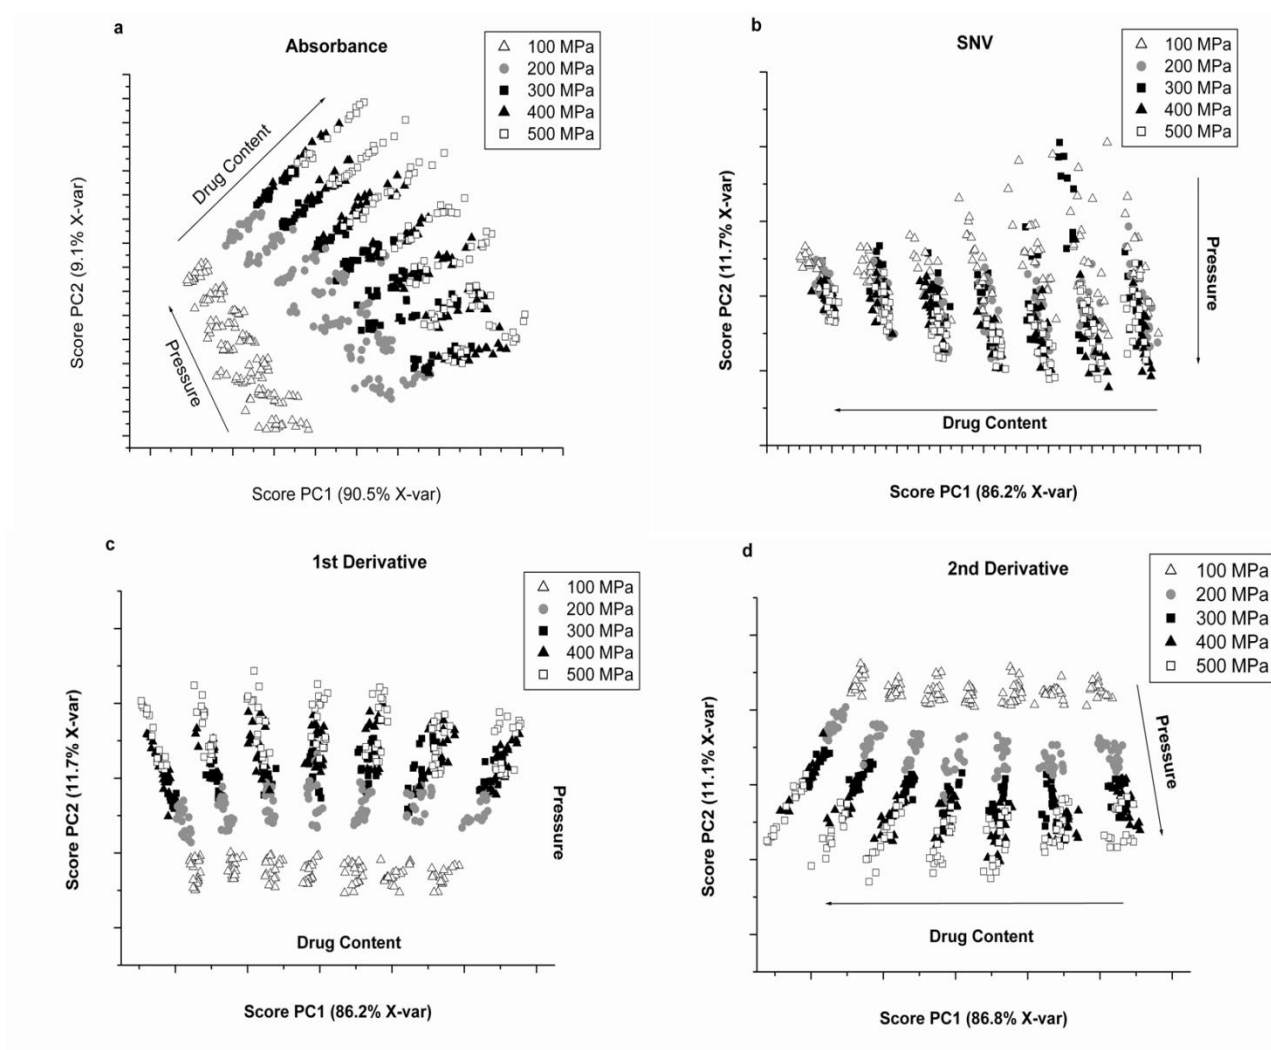 a
Absorbance
100 MPa
200 MPa
300 MPa
400 MPa
500 MPa
Drug Content
Pressure
Score PC2 (9.1% X-var)
Score PC1 (90.5% X-var)
b
SNV
100 MPa
200 MPa
300 MPa
400 MPa
500 MPa
Pressure
Drug Content
Score PC2 (11.7% X-var)
Score PC1 (86.2% X-var)
c
1st Derivative
100 MPa
200 MPa
300 MPa
400 MPa
500 MPa
Pressure
Drug Content
Score PC2 (11.7% X-var)
Score PC1 (86.2% X-var)
d
2nd Derivative
100 MPa
200 MPa
300 MPa
400 MPa
500 MPa
Pressure
Drug Content
Score PC2 (11.1% X-var)
Score PC1 (86.8% X-var)